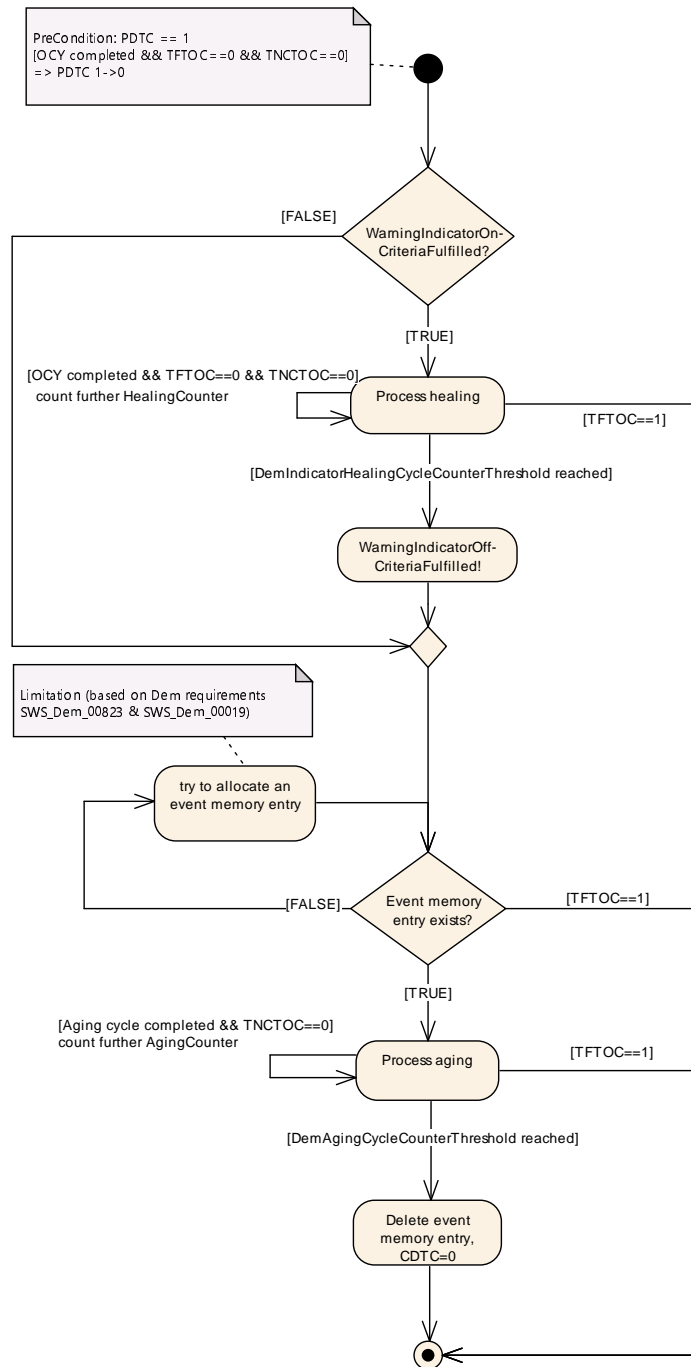 PreCondition: PDTC == 1
[OCY completed && TFTOC==0 && TNCTOC==0]
=> PDTC 1->0
[FALSE]
WarningIndicatorOn-
CriteriaFulfilled?
[TRUE]
[OCY completed && TFTOC==0 && TNCTOC==0]
count further HealingCounter
Process healing
[TFTOC==1]
[DemIndicatorHealingCycleCounterThreshold reached]
WarningIndicatorOff-
CriteriaFulfilled!
Limitation (based on Dem requirements
SWS_Dem_00823 & SWS_Dem_00019)
try to allocate an
event memory entry
[FALSE]
Event memory
entry exists?
[TFTOC==1]
[TRUE]
[Aging cycle completed && TNCTOC==0]
count further AgingCounter
Process aging
[TFTOC==1]
[DemAgingCycleCounterThreshold reached]
Delete event
memory entry,
CDTC=0